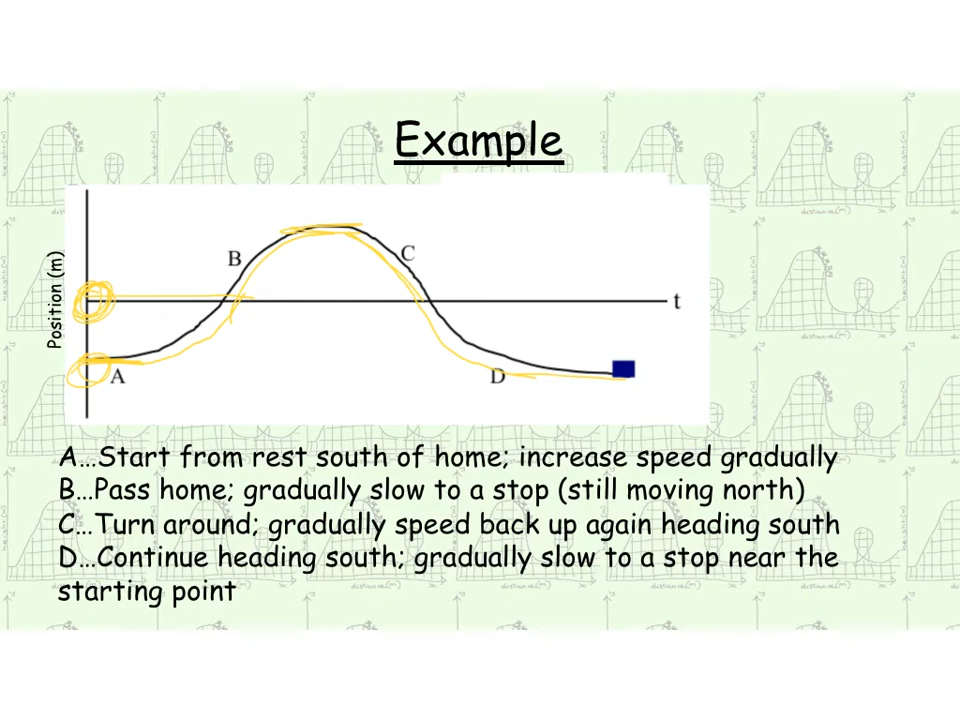 Example
Position (m)
B
C
t
A
D
A...Start from rest south of home; increase speed gradually
B...Pass home; gradually slow to a stop (still moving north)
C...Turn around; gradually speed back up again heading south
D...Continue heading south; gradually slow to a stop near the
starting point